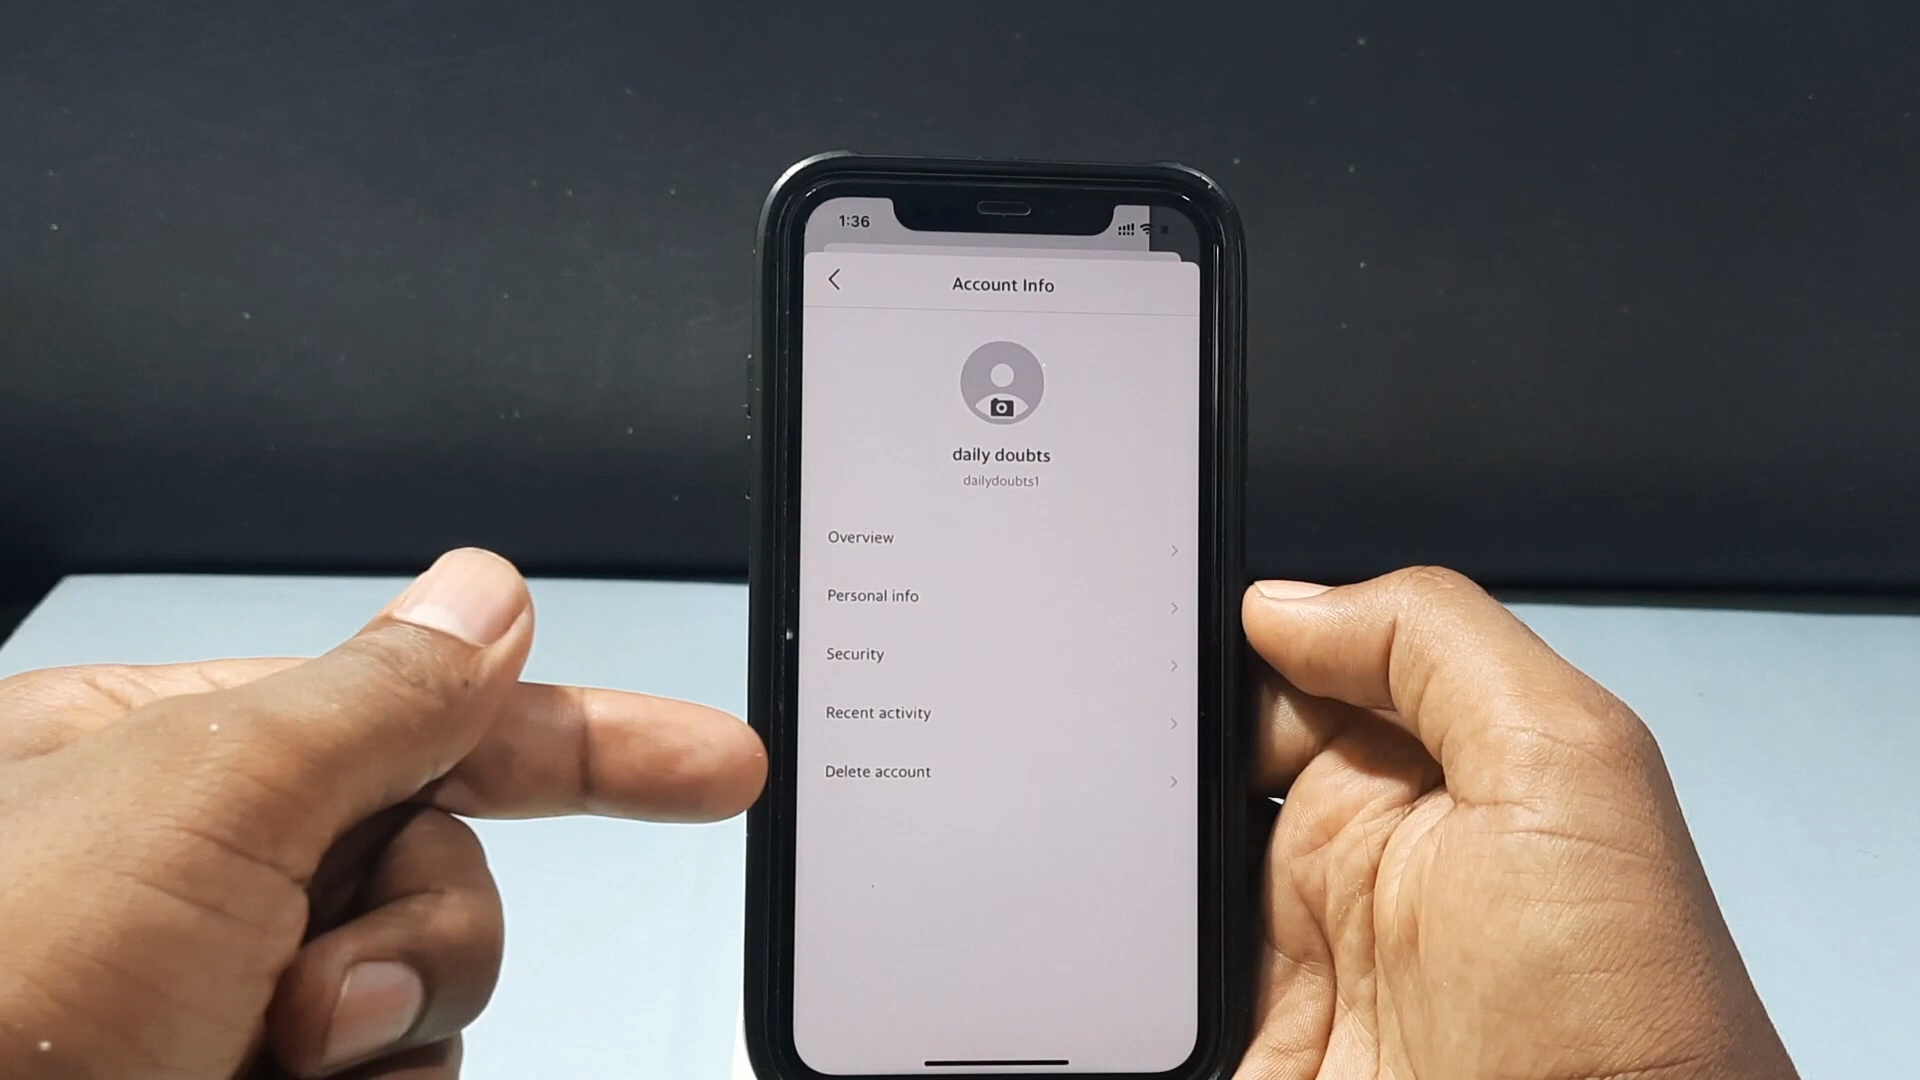 1:36
Account Info
daily doubts
dailydoubts1
Overview
Personal info
Security
Recent activity
Delete account